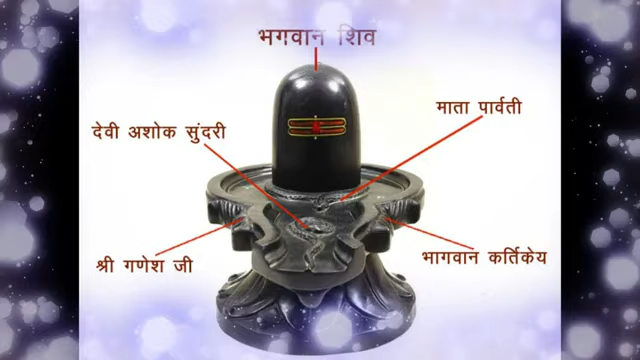 भगवान शिव
माता पार्वती
देवी अशोक सुंदरी
श्री गणेश जी
भागवान कर्तिकेय